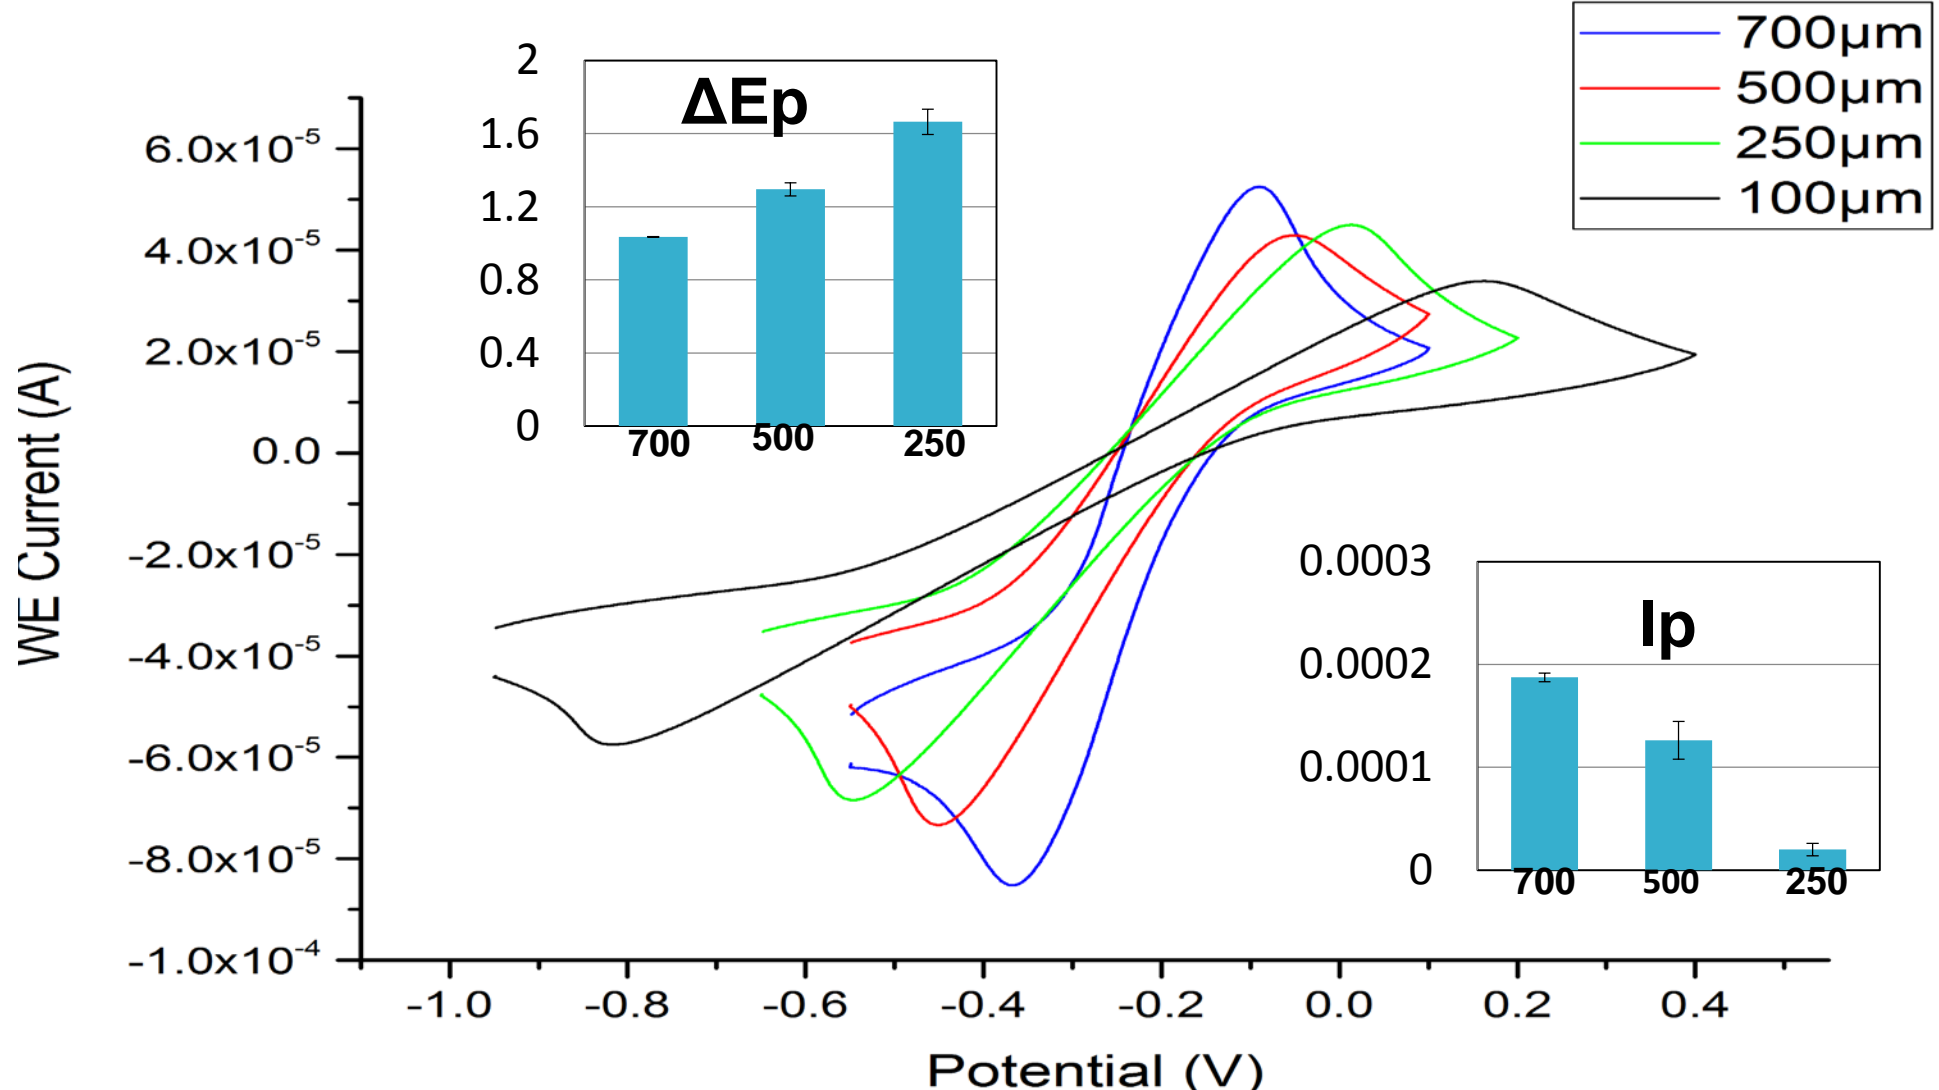 700µm
500µm
250µm
100µm
ΔEp
2
1.6
1.2
0.8
0.4
0
700 500 250
6.0x10⁻⁵
4.0x10⁻⁵
2.0x10⁻⁵
0.0
-2.0x10⁻⁵
-4.0x10⁻⁵
-6.0x10⁻⁵
-8.0x10⁻⁵
-1.0x10⁻⁴
WE Current (A)
Ip
0.0003
0.0002
0.0001
0
700 500 250
-1.0 -0.8 -0.6 -0.4 -0.2 0.0 0.2 0.4
Potential (V)